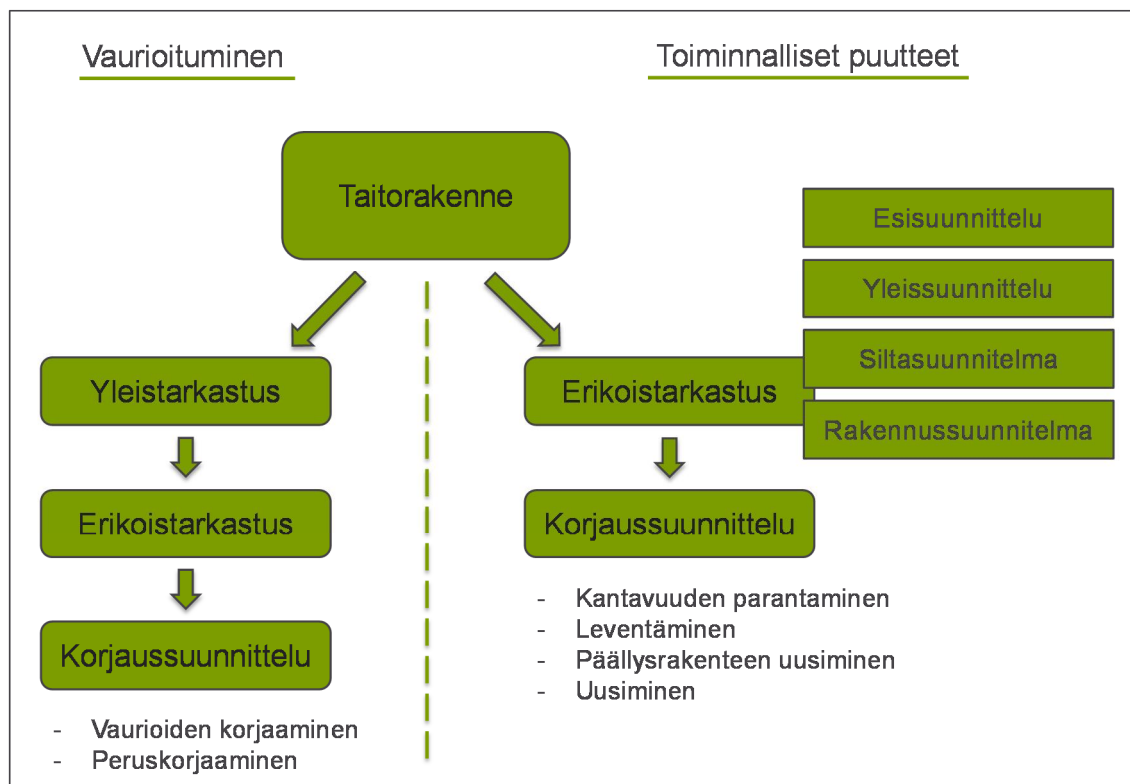 Vaurioituminen
Toiminnalliset puutteet
Taitorakenne
Esisuunnittelu
Yleissuunnittelu
Siltasuunnitelma
Rakennussuunnitelma
Yleistarkastus
Erikoistarkastus
Korjaussuunnittelu
- Vaurioiden korjaaminen
- Peruskorjaaminen
Erikoistarkastus
Korjaussuunnittelu
- Kantavuuden parantaminen
- Leventäminen
- Päällysrakenteen uusiminen
- Uusiminen